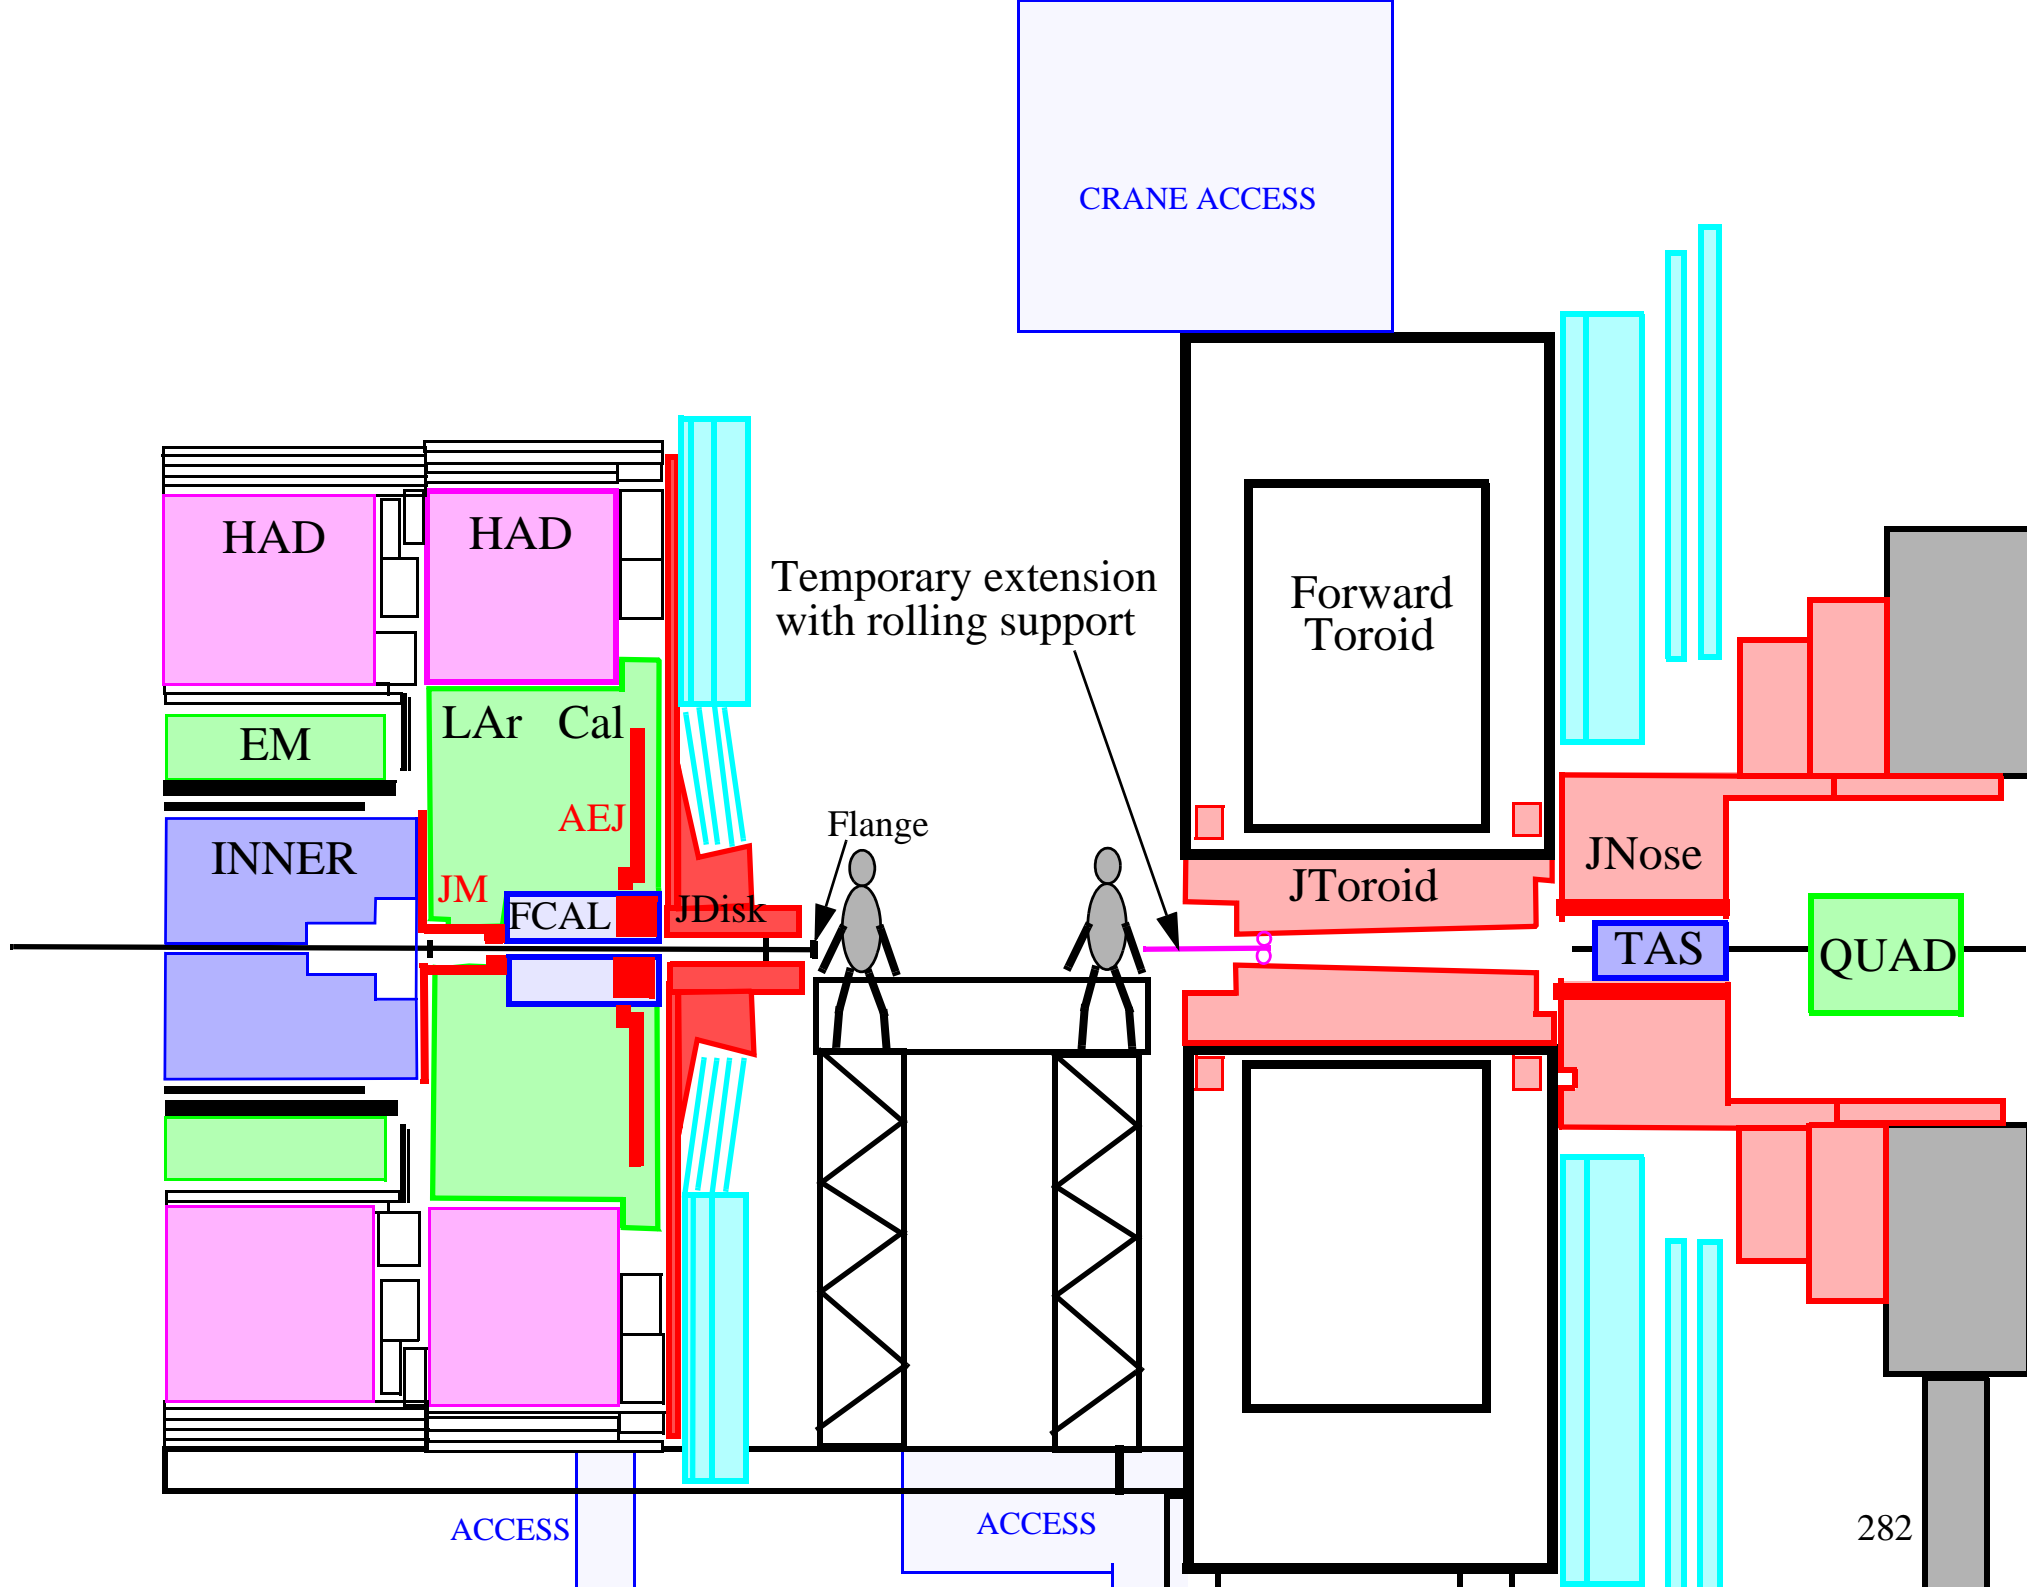 CRANE ACCESS
HAD
HAD
Temporary extension
with rolling support
Forward
Toroid
LAr Cal
EM
AEJ
Flange
INNER
JM
FCAL
JDisk
JToroid
JNose
TAS
QUAD
ACCESS
ACCESS
282